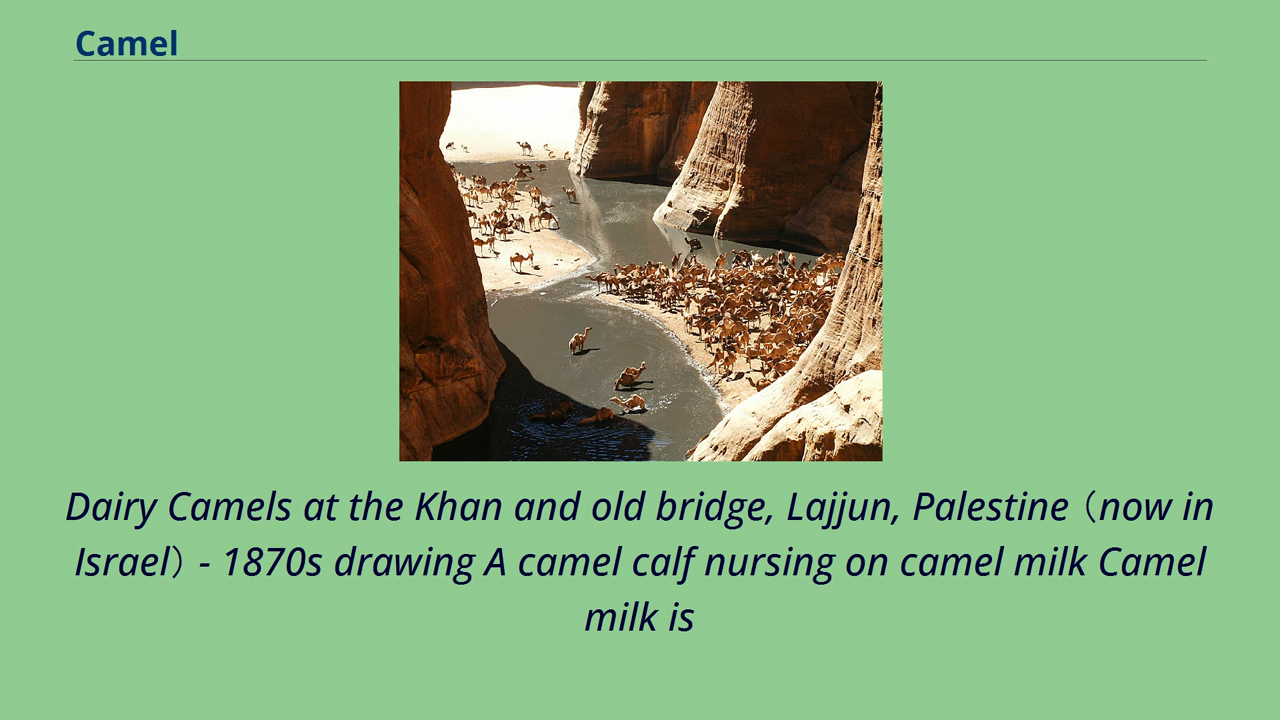 Camel
Dairy Camels at the Khan and old bridge, Lajjun, Palestine（now in
Israel）- 1870s drawing A camel calf nursing on camel milk Camel
milk is